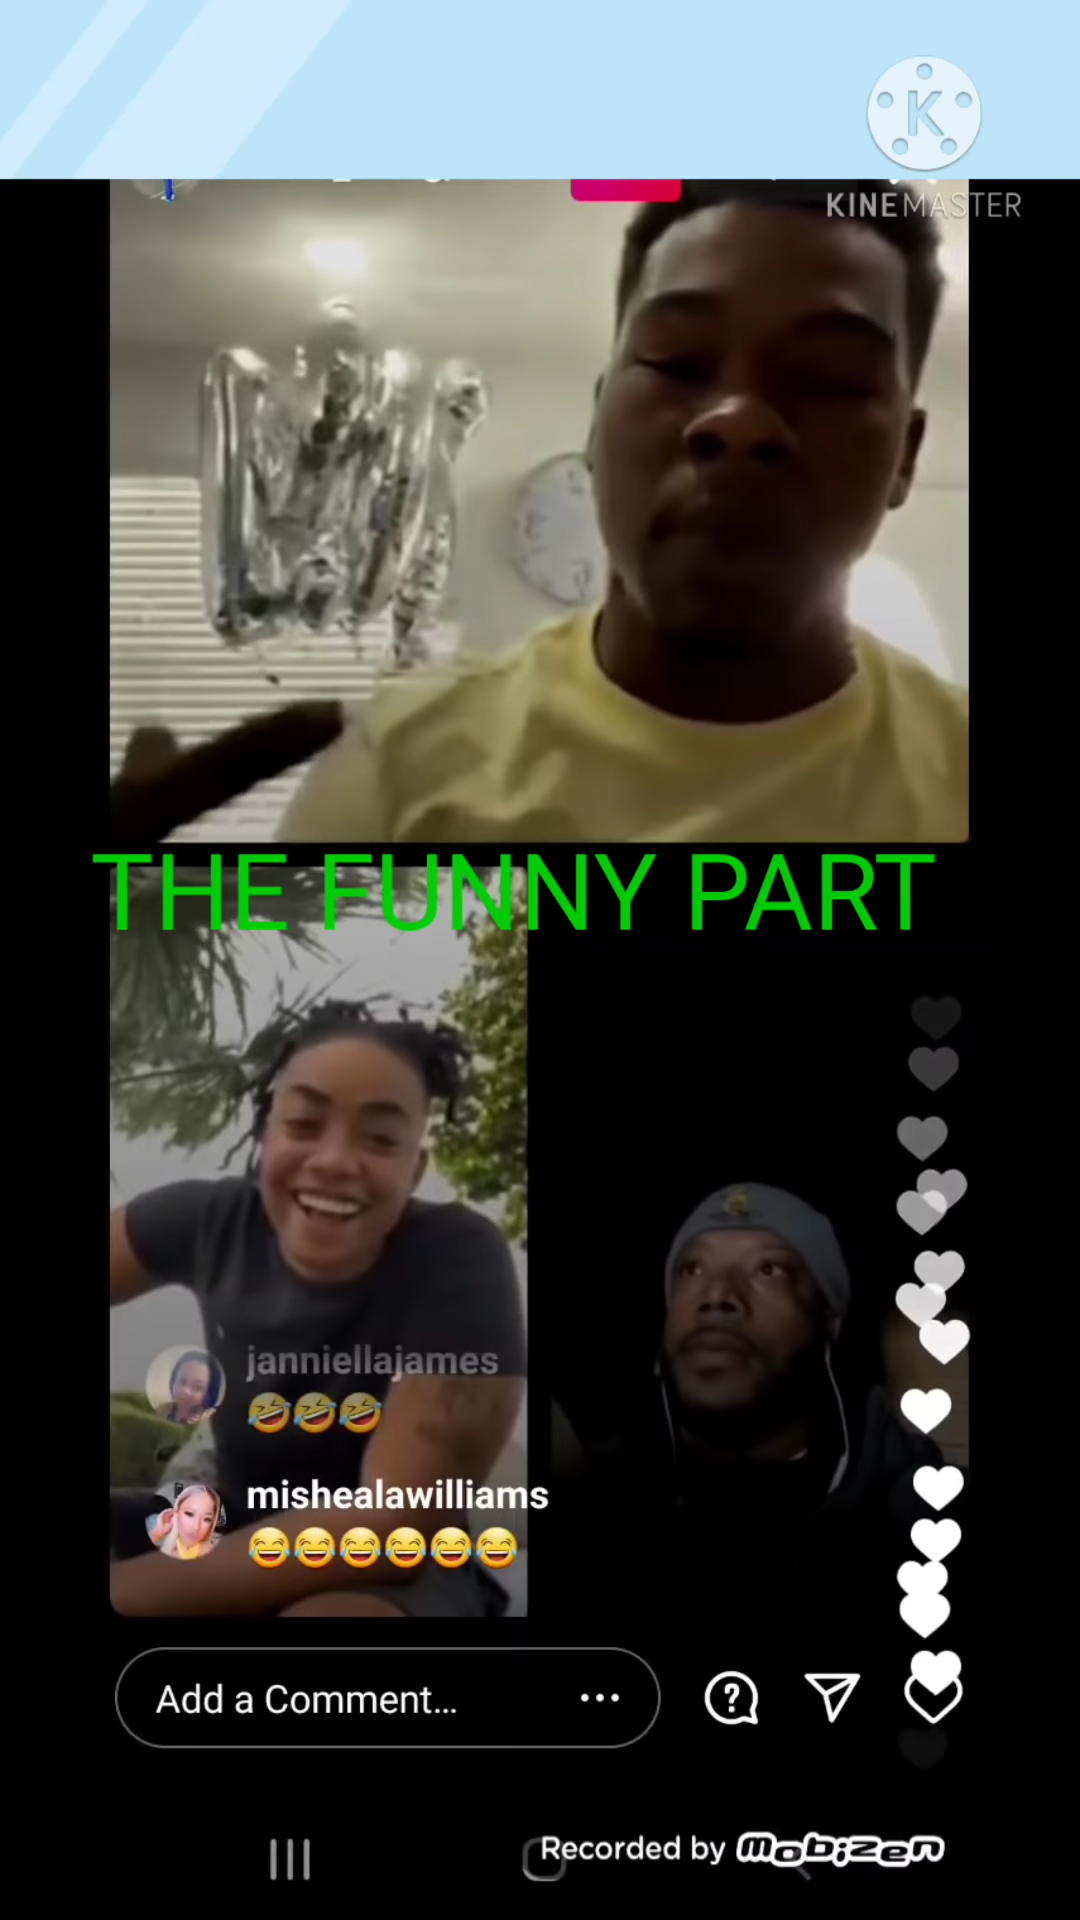 K
KINEMASTER
THE FUNNY PART
janniellajames
🤣🤣🤣
mishealawilliams
😂😂😂😂😂😂
Add a Comment...
Recorded by mobizen